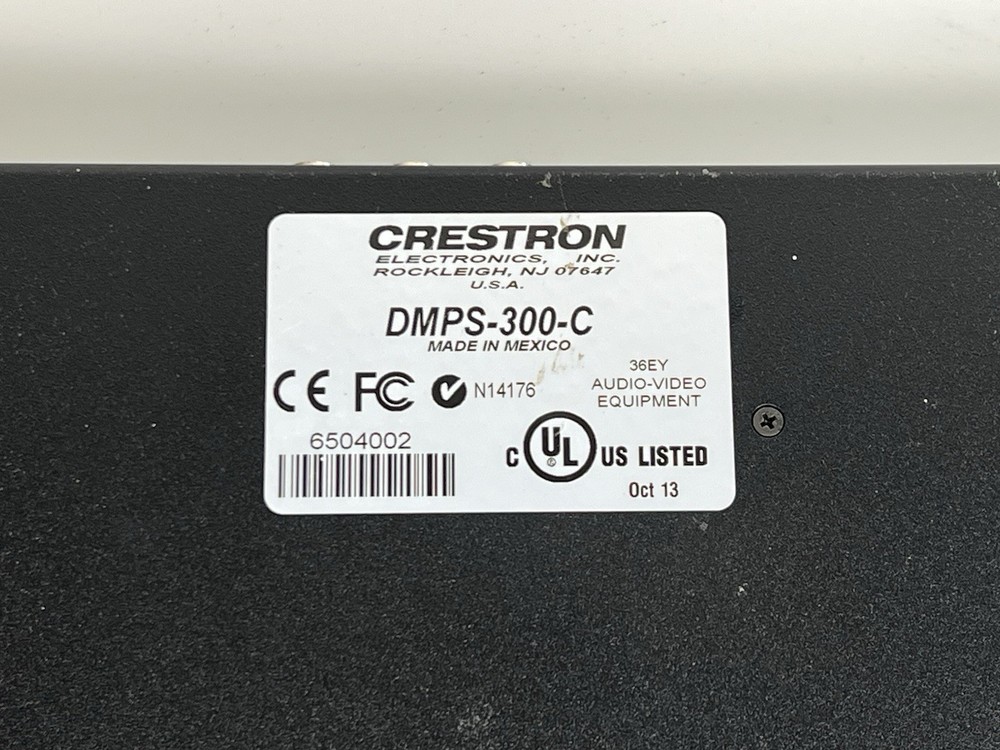 CRESTRON
ELECTRONICS, INC.
ROCKLEIGH, NJ 07647
U.S.A.
DMPS-300-C
MADE IN MEXICO
CE FC N14176
36EY
AUDIO-VIDEO
EQUIPMENT
6504002
C UL US LISTED
Oct 13